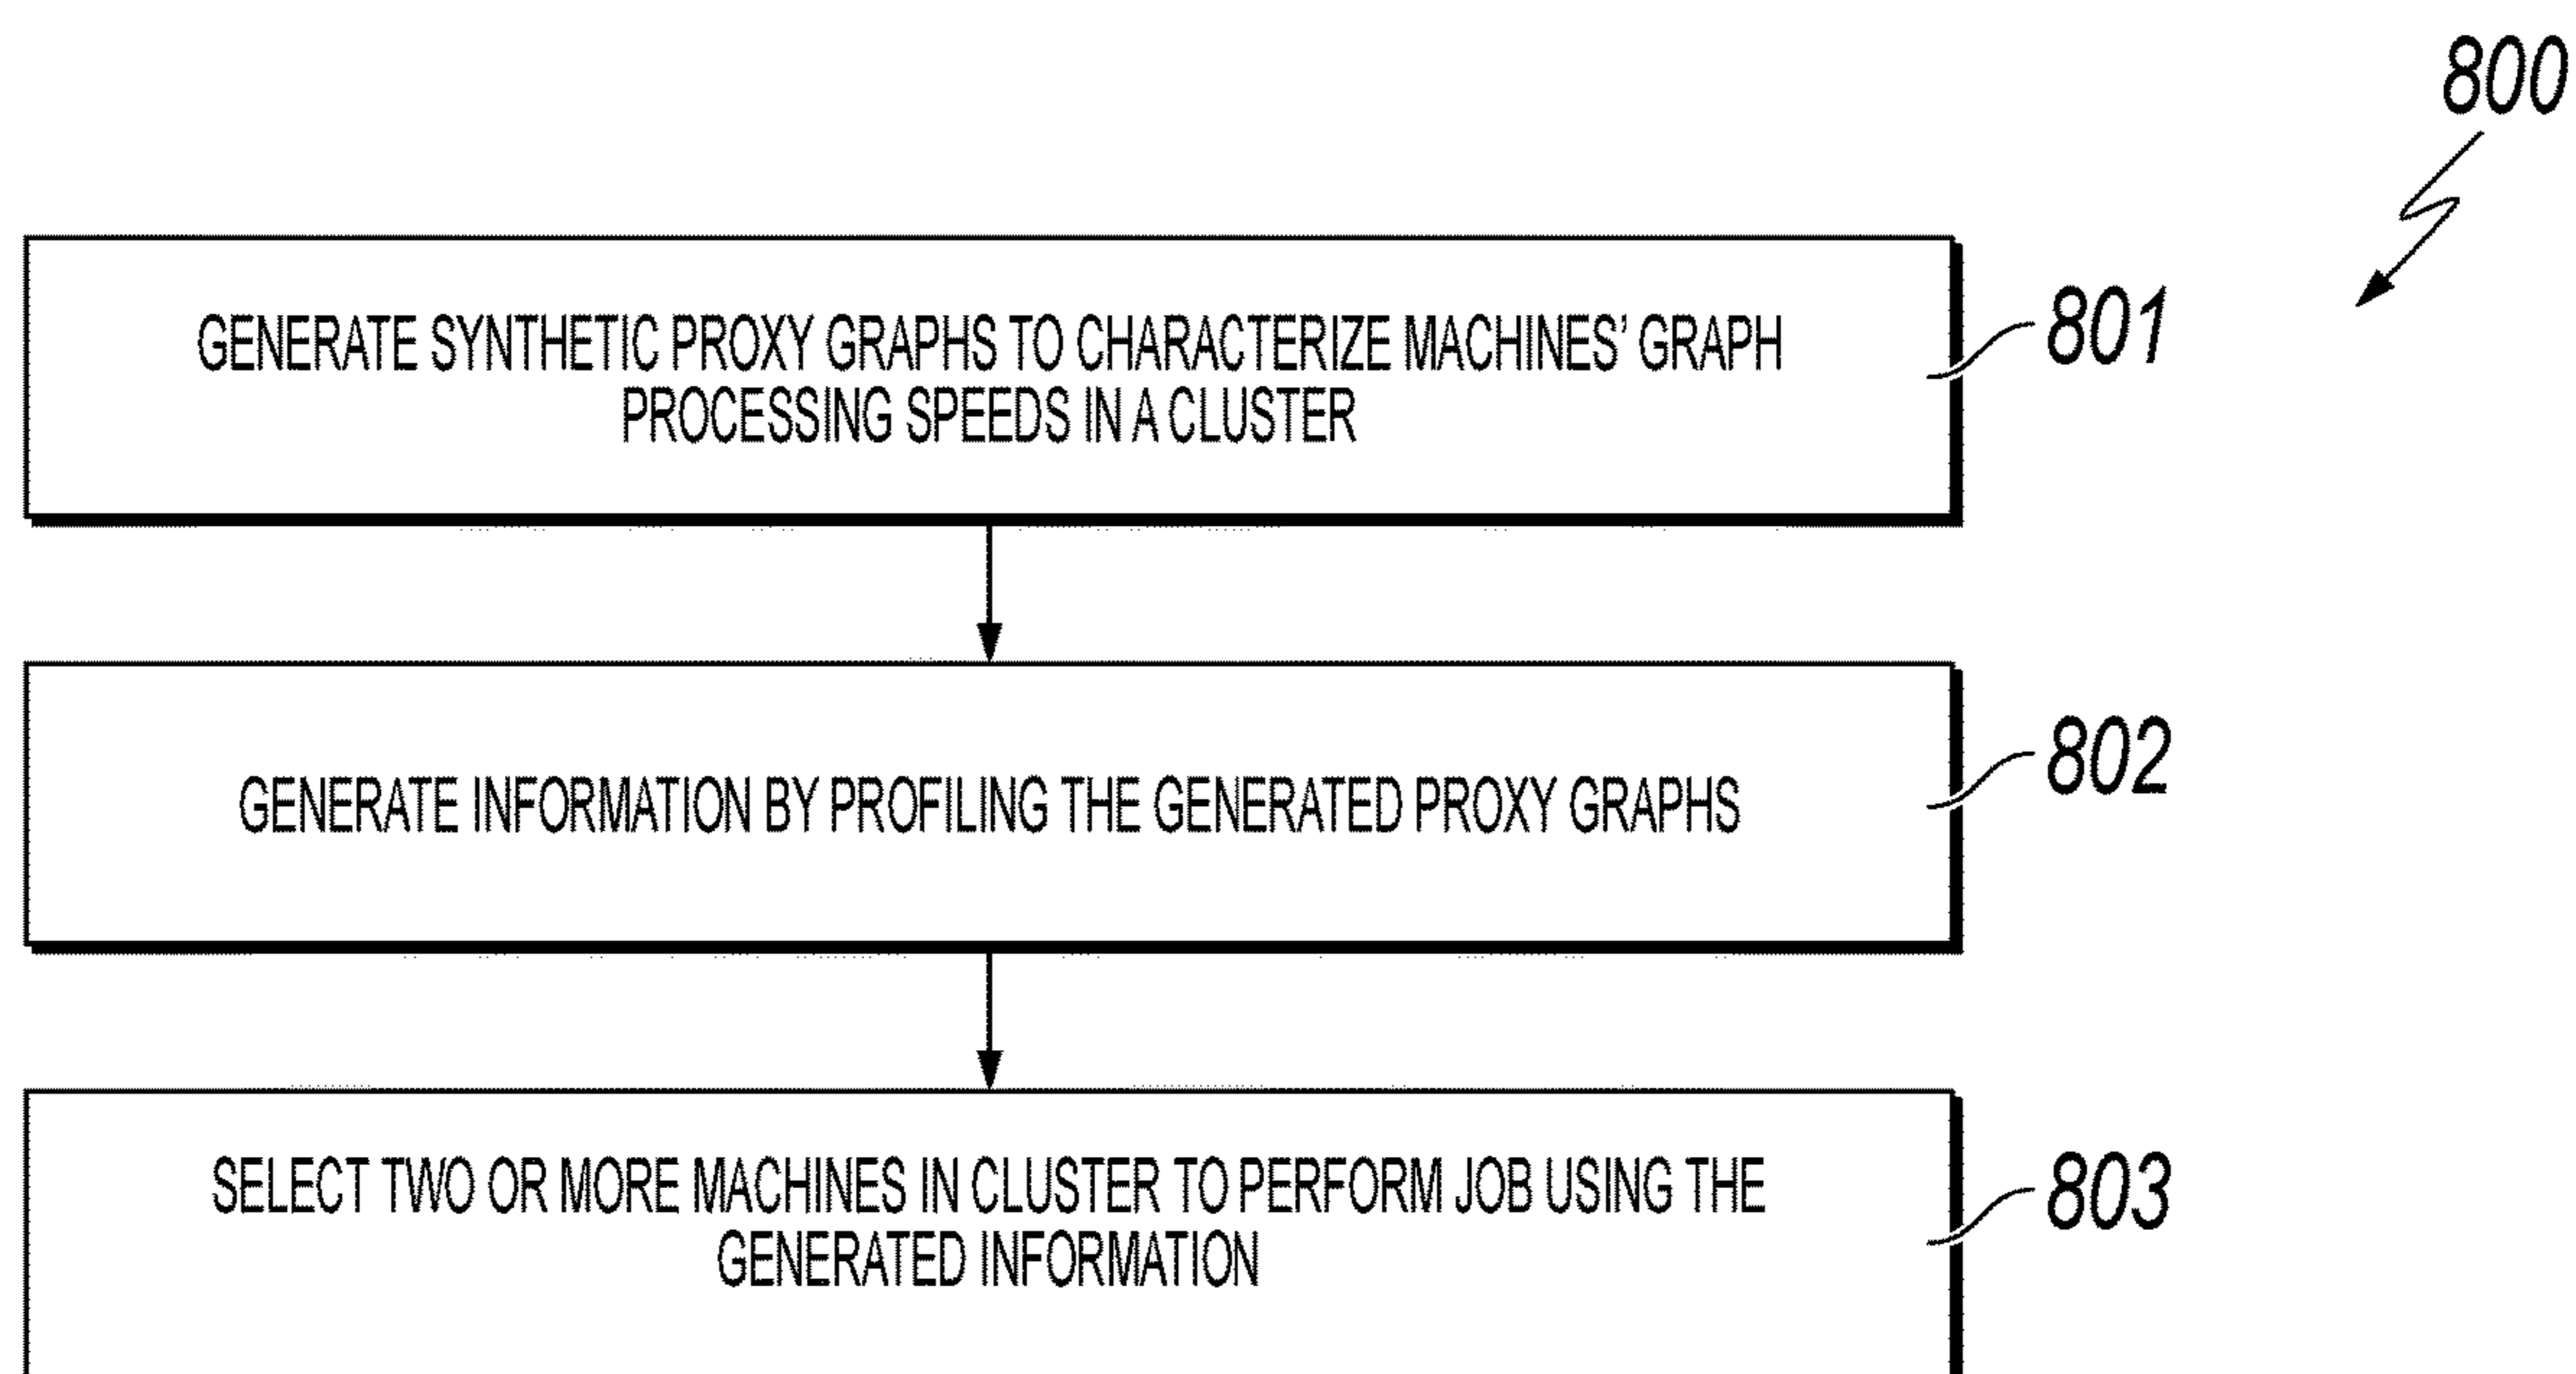 800
GENERATE SYNTHETIC PROXY GRAPHS TO CHARACTERIZE MACHINES’ GRAPH
PROCESSING SPEEDS IN A CLUSTER
801
GENERATE INFORMATION BY PROFILING THE GENERATED PROXY GRAPHS
802
SELECT TWO OR MORE MACHINES IN CLUSTER TO PERFORM JOB USING THE
GENERATED INFORMATION
803